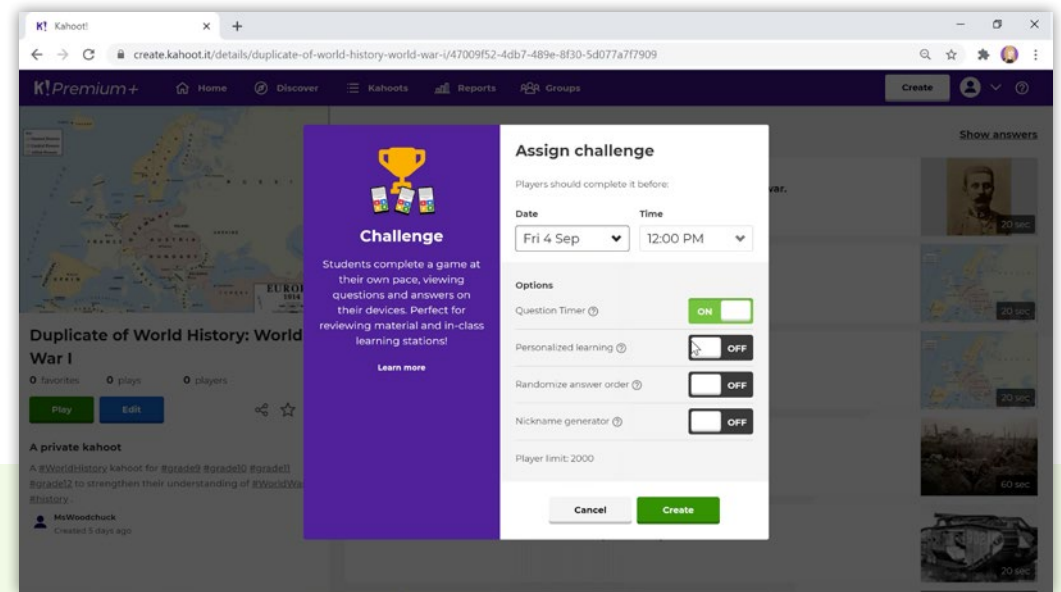 K! Kahoot!
create.kahoot.it/details/duplicate-of-world-history-world-war-i/47009f52-4db7-489e-8f30-5d077a7f7909
K! Premium+
Home
Discover
Kahoots
Reports
Groups
Create
Show answers
EUROPE
1914
20 sec
20 sec
20 sec
60 sec
20 sec
war.
Duplicate of World History: World
War I
0 favorites 0 plays 0 players
Play
Edit
A private kahoot
A #WorldHistory kahoot for #grade9 #grade10 #grade11
#grade12 to strengthen their understanding of #WorldWa
#history.
MsWoodchuck
Created 5 days ago
Challenge
Students complete a game at
their own pace, viewing
questions and answers on
their devices. Perfect for
reviewing material and in-class
learning stations!
Learn more
Assign challenge
Players should complete it before:
Date Time
Fri 4 Sep 12:00 PM
Options
Question Timer ON
Personalized learning OFF
Randomize answer order OFF
Nickname generator OFF
Player limit: 2000
Cancel
Create